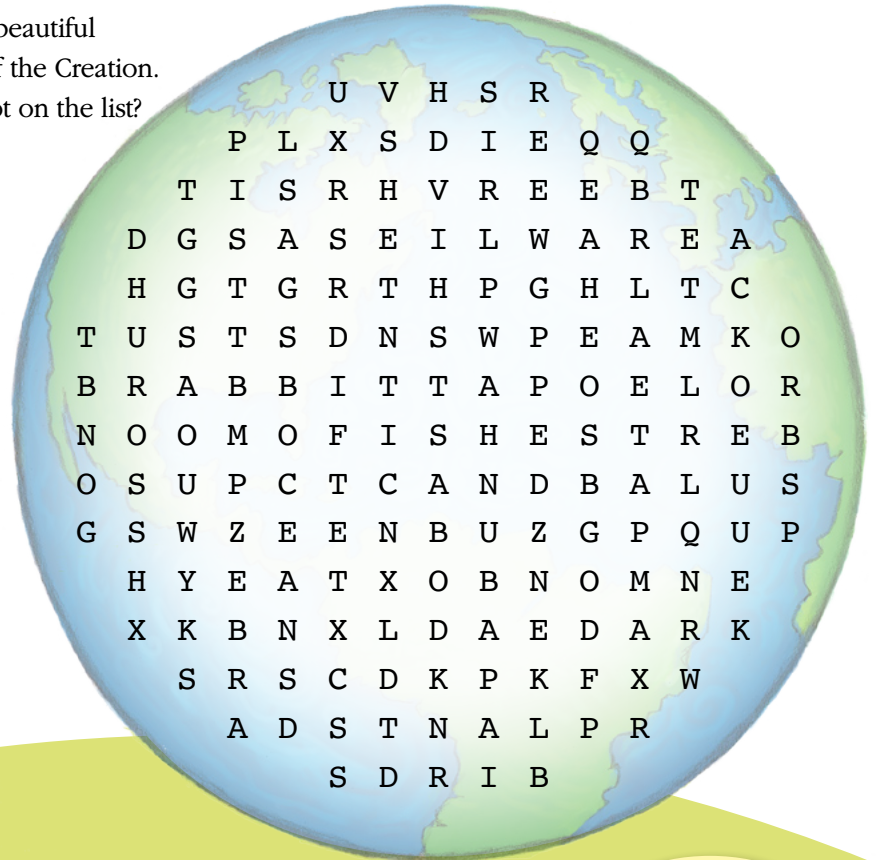 beautiful
f the Creation.
ot on the list?
U V H S R
P L X S D I E Q Q
T I S R H V R E E B T
D G S A S E I L W A R E A
H G T G R T H P G H L T C
T U S T S D N S W P E A M K O
B R A B B I T T A P O E L O R
N O O M O F I S H E S T R E B
O S U P C T C A N D B A L U S
G S W Z E E N B U Z G P Q U P
H Y E A T X O B N O M N E
X K B N X L D A E D A R K
S R S C D K P K F X W
A D S T N A L P R
S D R I B